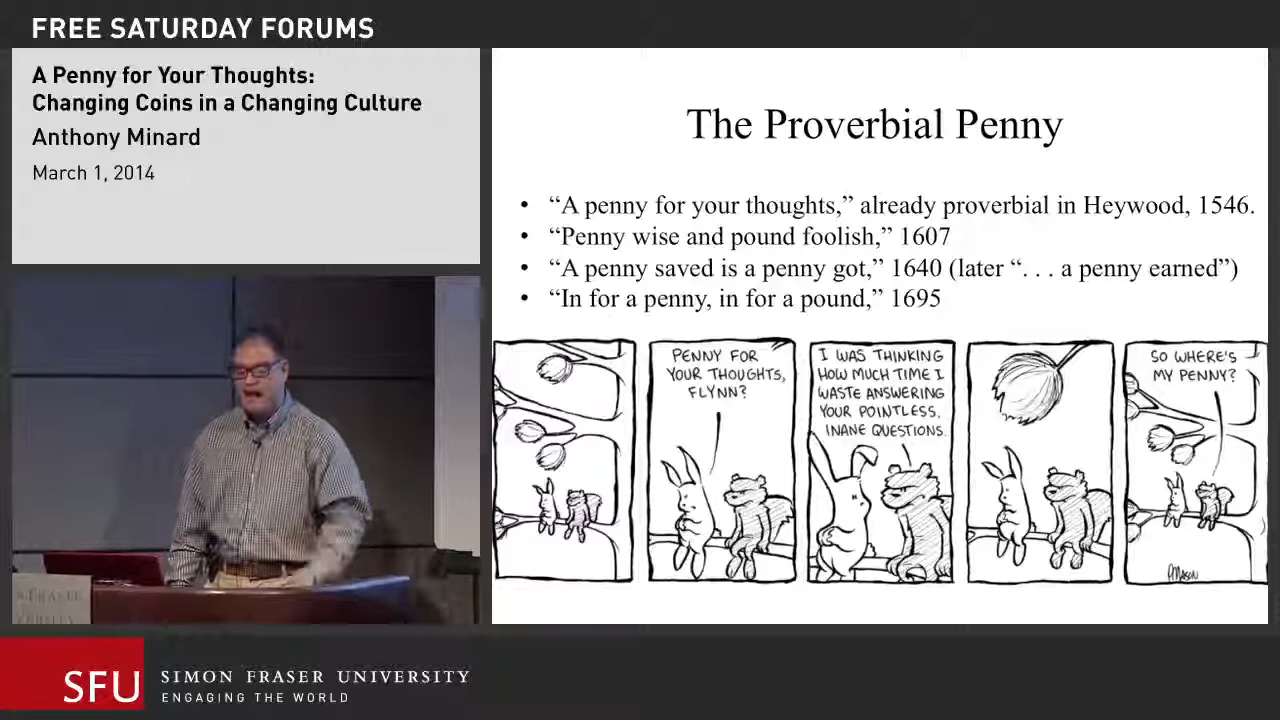 FREE SATURDAY FORUMS
A Penny for Your Thoughts:
Changing Coins in a Changing Culture
Anthony Minard
March 1, 2014
The Proverbial Penny
• “A penny for your thoughts,” already proverbial in Heywood, 1546.
• “Penny wise and pound foolish,” 1607
• “A penny saved is a penny got,” 1640 (later “. . . a penny earned”)
• “In for a penny, in for a pound,” 1695
PENNY FOR
YOUR THOUGHTS,
FLYNN?
I WAS THINKING
HOW MUCH TIME I
WASTE ANSWERING
YOUR POINTLESS,
INANE QUESTIONS.
SO WHERE'S
MY PENNY?
MASON
SFU
SIMON FRASER UNIVERSITY
ENGAGING THE WORLD